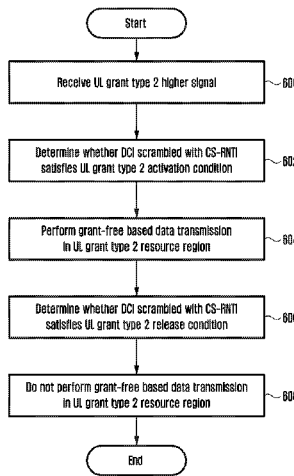 Start
Receive UL grant type 2 higher signal
Determine whether DCI scrambled with CS-RNTI
satisfies UL grant type 2 activation condition
Perform grant-free based data transmission
in UL grant type 2 resource region
Determine whether DCI scrambled with CS-RNTI
satisfies UL grant type 2 release condition
Do not perform grant-free based data transmission
in UL grant type 2 resource region
End